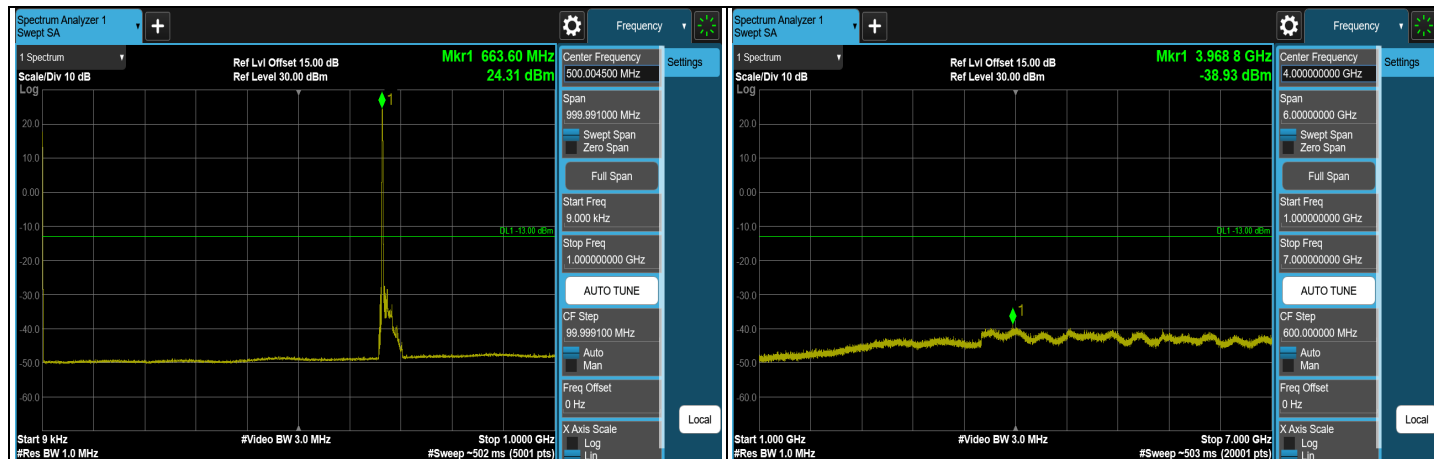 Spectrum Analyzer 1
Swept SA
+
Frequency
1 Spectrum
Scale/Div 10 dB
Log
Ref Lvl Offset 15.00 dB
Ref Level 30.00 dBm
Mkr1 663.60 MHz
24.31 dBm
1
20.0
10.0
0.00
-10.0
-20.0
-30.0
-40.0
-50.0
-60.0
DL1 -13.00 dBm
Start 9 kHz
#Res BW 1.0 MHz
#Video BW 3.0 MHz
Stop 1.0000 GHz
#Sweep ~502 ms (5001 pts)
Center Frequency
500.004500 MHz
Span
999.991000 MHz
Swept Span
Zero Span
Full Span
Start Freq
9.000 kHz
Stop Freq
1.000000000 GHz
AUTO TUNE
CF Step
99.999100 MHz
Auto
Man
Freq Offset
0 Hz
X Axis Scale
Log
Lin
Settings
Local
Spectrum Analyzer 1
Swept SA
+
Frequency
1 Spectrum
Scale/Div 10 dB
Log
Ref Lvl Offset 15.00 dB
Ref Level 30.00 dBm
Mkr1 3.968 8 GHz
-38.93 dBm
1
20.0
10.0
0.00
-10.0
-20.0
-30.0
-40.0
-50.0
-60.0
DL1 -13.00 dBm
Start 1.000 GHz
#Res BW 1.0 MHz
#Video BW 3.0 MHz
Stop 7.000 GHz
#Sweep ~503 ms (20001 pts)
Center Frequency
4.000000000 GHz
Span
6.00000000 GHz
Swept Span
Zero Span
Full Span
Start Freq
1.000000000 GHz
Stop Freq
7.000000000 GHz
AUTO TUNE
CF Step
600.000000 MHz
Auto
Man
Freq Offset
0 Hz
X Axis Scale
Log
Lin
Settings
Local